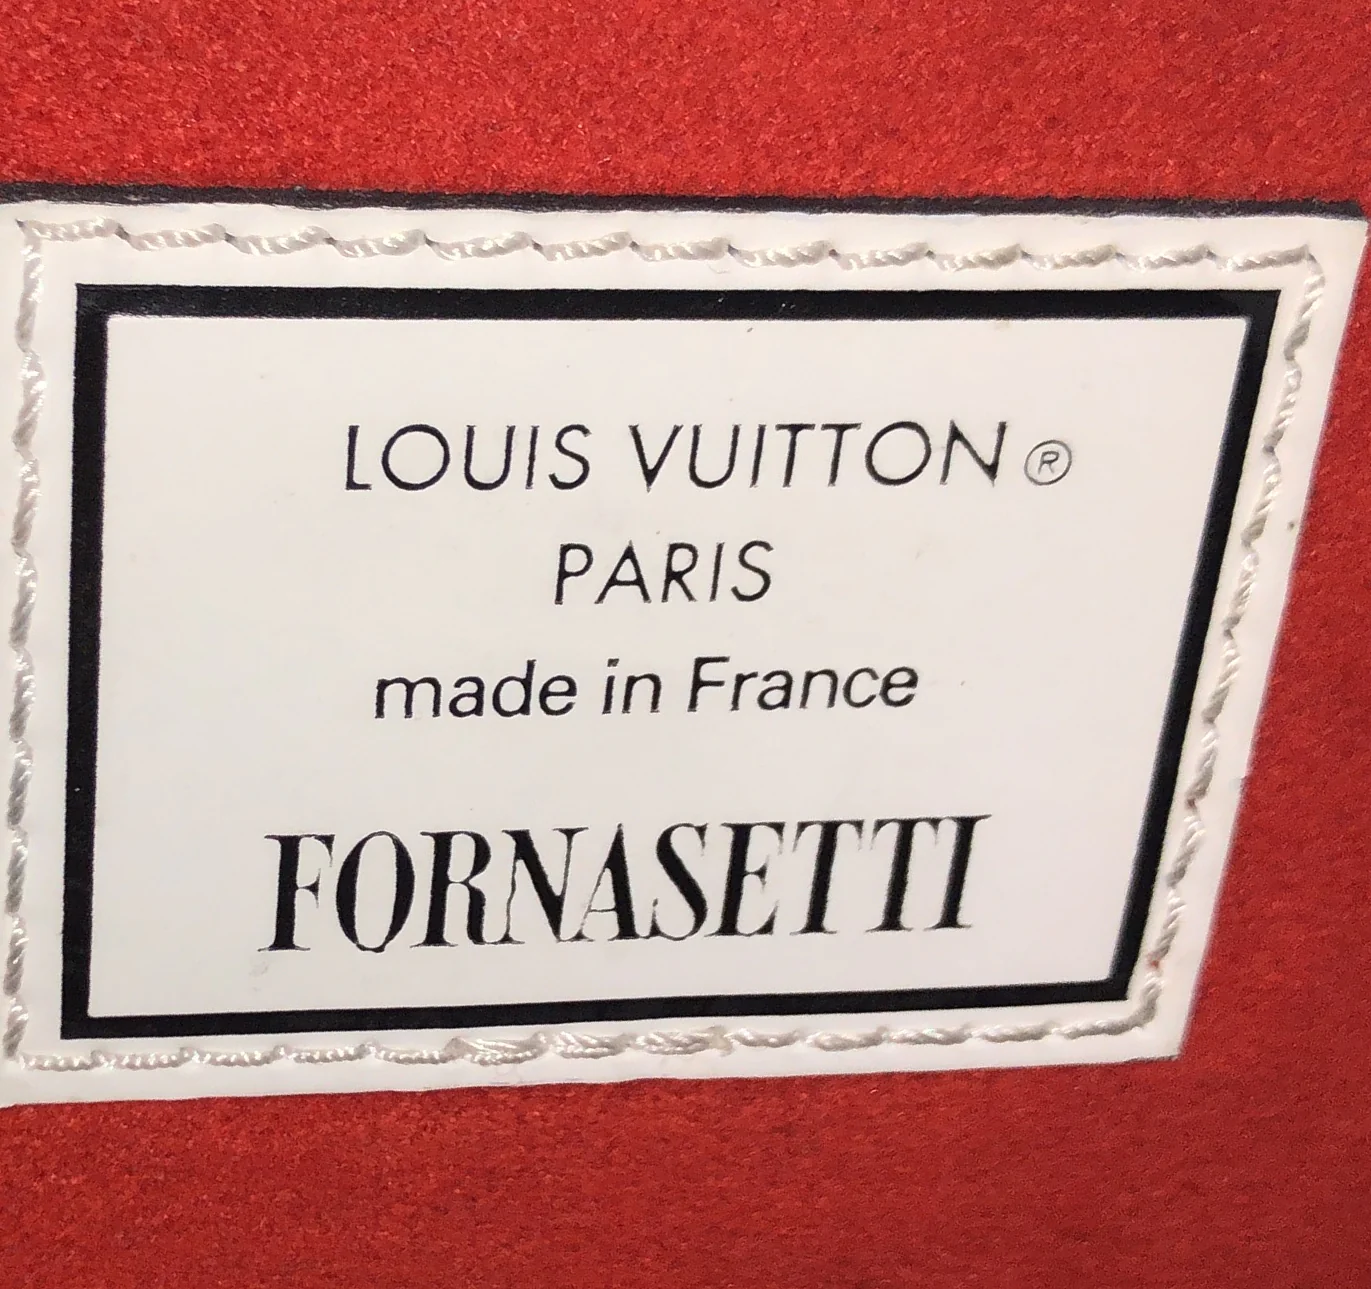 LOUIS VUITTON®
PARIS
made in France
FORNASETTI